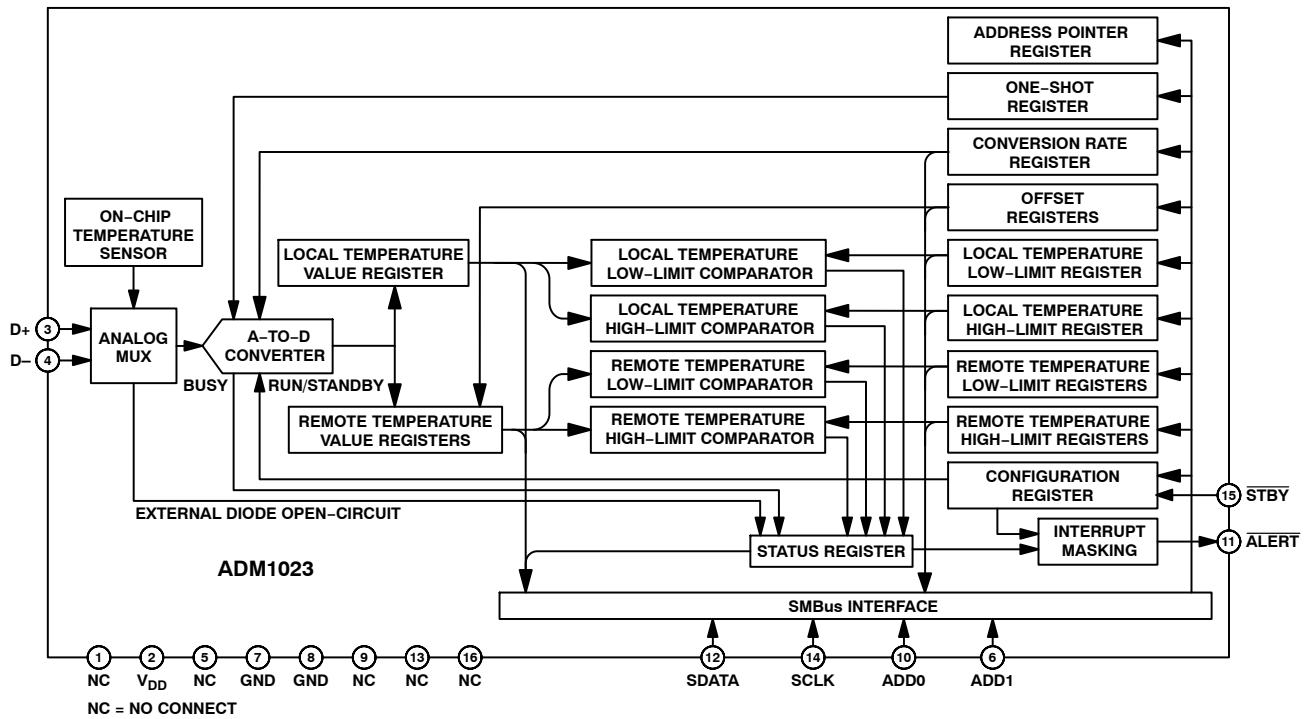 ADDRESS POINTER
REGISTER
ONE–SHOT
REGISTER
CONVERSION RATE
REGISTER
OFFSET
REGISTERS
ON–CHIP
TEMPERATURE
SENSOR
LOCAL TEMPERATURE
VALUE REGISTER
LOCAL TEMPERATURE
LOW–LIMIT COMPARATOR
LOCAL TEMPERATURE
LOW–LIMIT REGISTER
LOCAL TEMPERATURE
HIGH–LIMIT COMPARATOR
LOCAL TEMPERATURE
HIGH–LIMIT REGISTER
D+ 3
D– 4
ANALOG
MUX
A–TO–D
CONVERTER
BUSY
RUN/STANDBY
REMOTE TEMPERATURE
LOW–LIMIT COMPARATOR
REMOTE TEMPERATURE
LOW–LIMIT REGISTERS
REMOTE TEMPERATURE
VALUE REGISTERS
REMOTE TEMPERATURE
HIGH–LIMIT COMPARATOR
REMOTE TEMPERATURE
HIGH–LIMIT REGISTERS
CONFIGURATION
REGISTER
15 STBY
EXTERNAL DIODE OPEN–CIRCUIT
STATUS REGISTER
INTERRUPT
MASKING
11 ALERT
ADM1023
SMBus INTERFACE
1 2 5 7 8 9 13 16 12 14 10 6
NC VDD NC GND GND NC NC NC SDATA SCLK ADD0 ADD1
NC = NO CONNECT